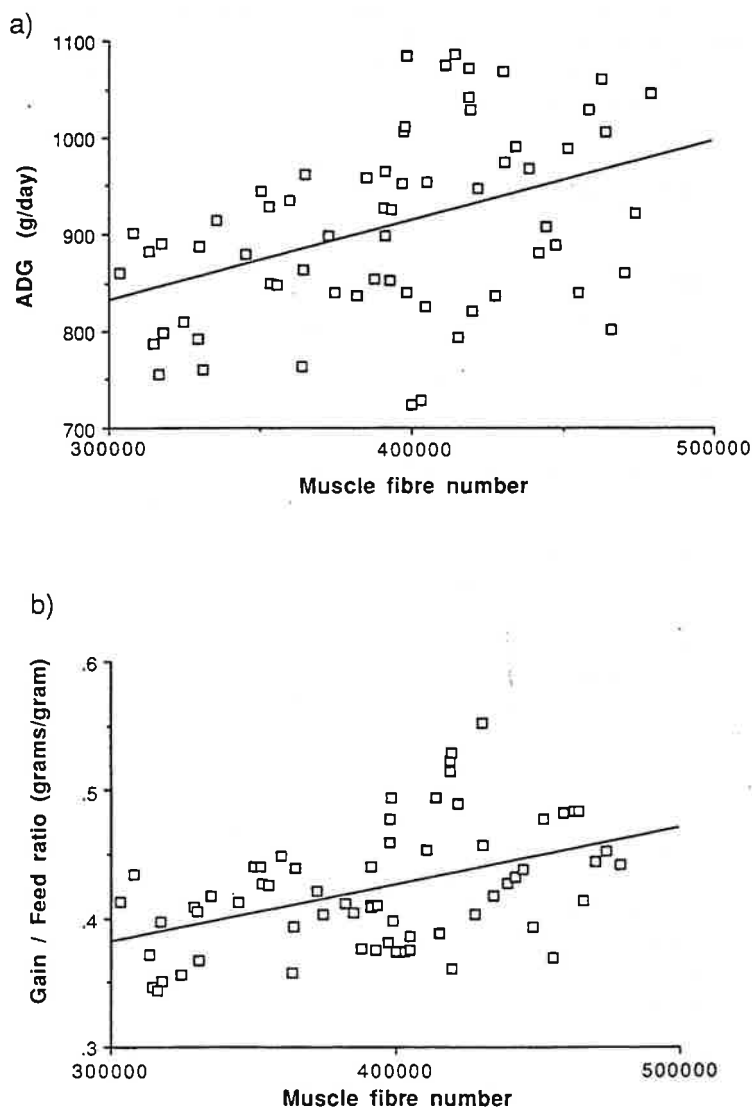 a)
1100
1000
900
800
700
ADG (g/day)
300000 400000 500000
Muscle fibre number
b)
.6
.5
.4
.3
Gain / Feed ratio (grams/gram)
300000 400000 500000
Muscle fibre number